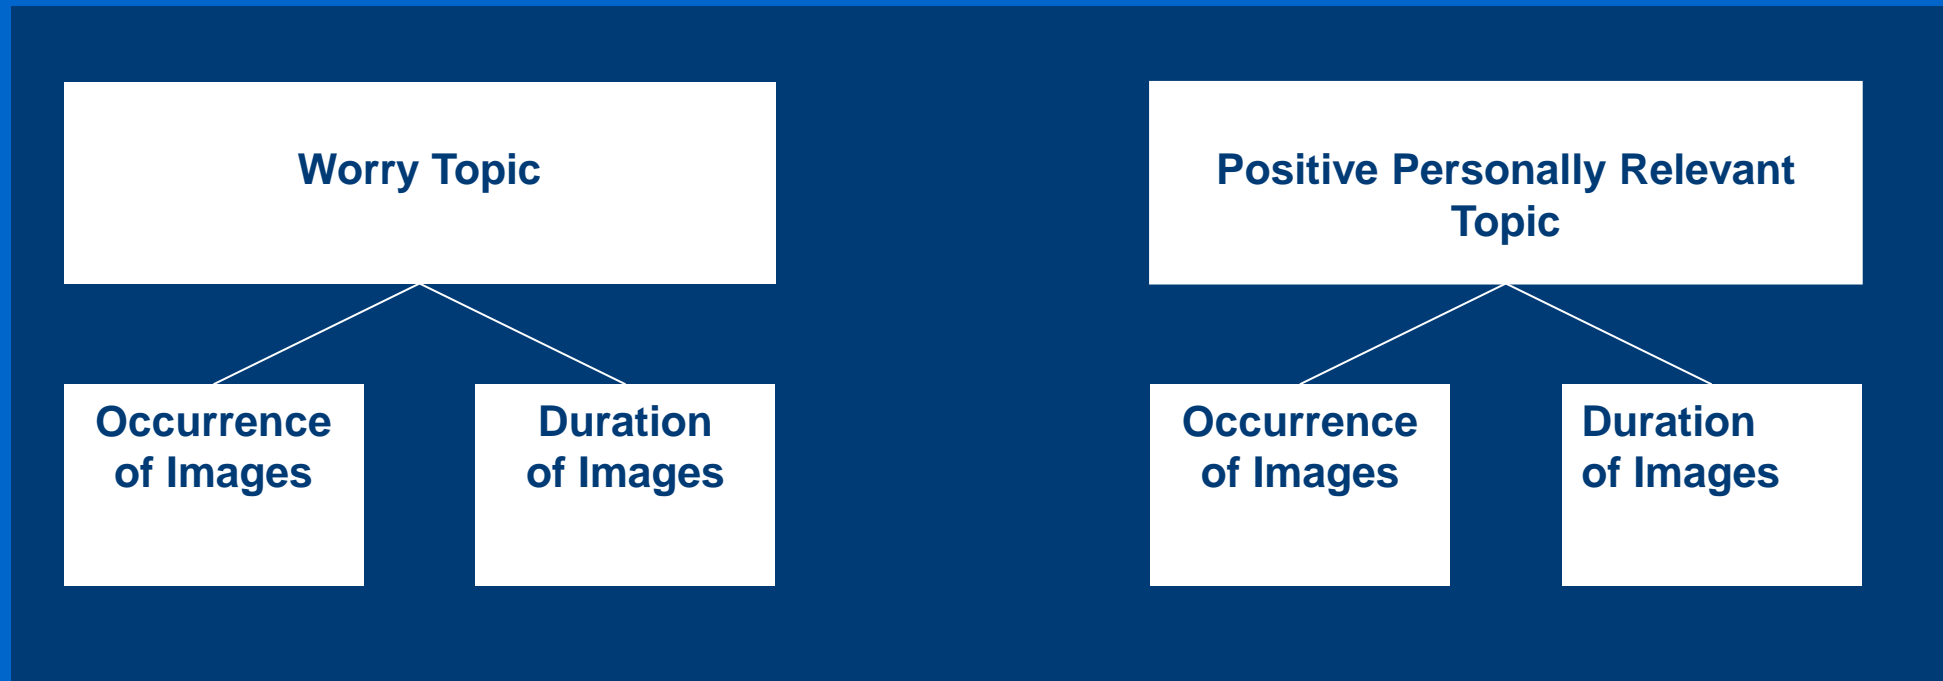 Worry Topic
Positive Personally Relevant
Topic
Occurrence
of Images
Duration
of Images
Occurrence
of Images
Duration
of Images